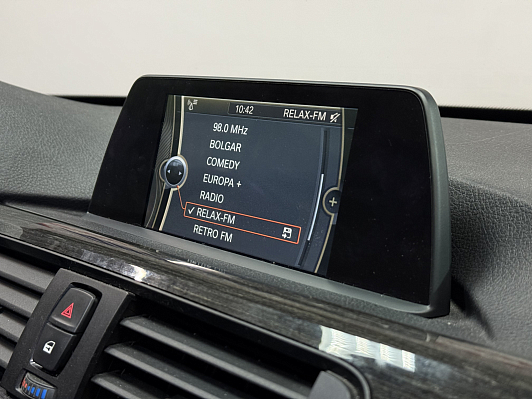 10:42 RELAX-FM
98.0 MHz
BOLGAR
COMEDY
EUROPA +
RADIO
✓ RELAX-FM
RETRO FM